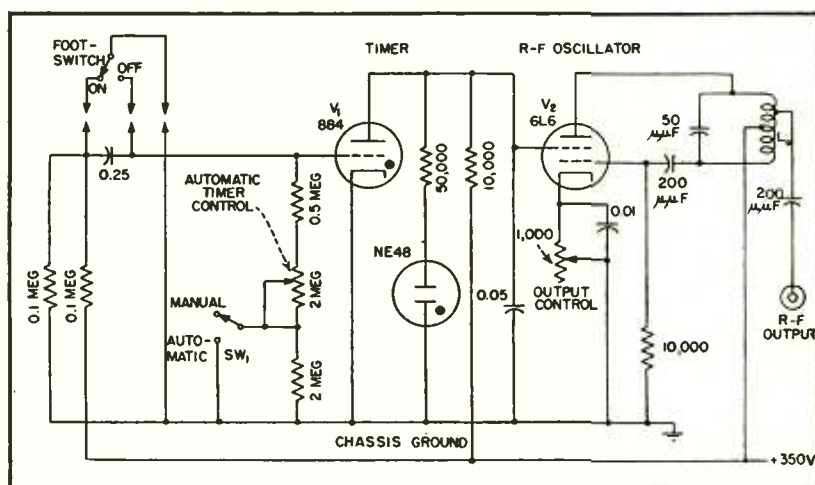 FOOT-
SWITCH
OFF
ON
TIMER
R-F OSCILLATOR
V₁
884
V₂
6L6
0.25
AUTOMATIC
TIMER
CONTROL
0.5 MEG
50,000
10,000
50
μμF
200
μμF
L
200
μμF
0.1 MEG
0.1 MEG
2 MEG
NE48
1,000
0.01
MANUAL
AUTO-
MATIC
SW₁
2 MEG
0.05
OUTPUT
CONTROL
10,000
R-F
OUTPUT
CHASSIS GROUND
+350V